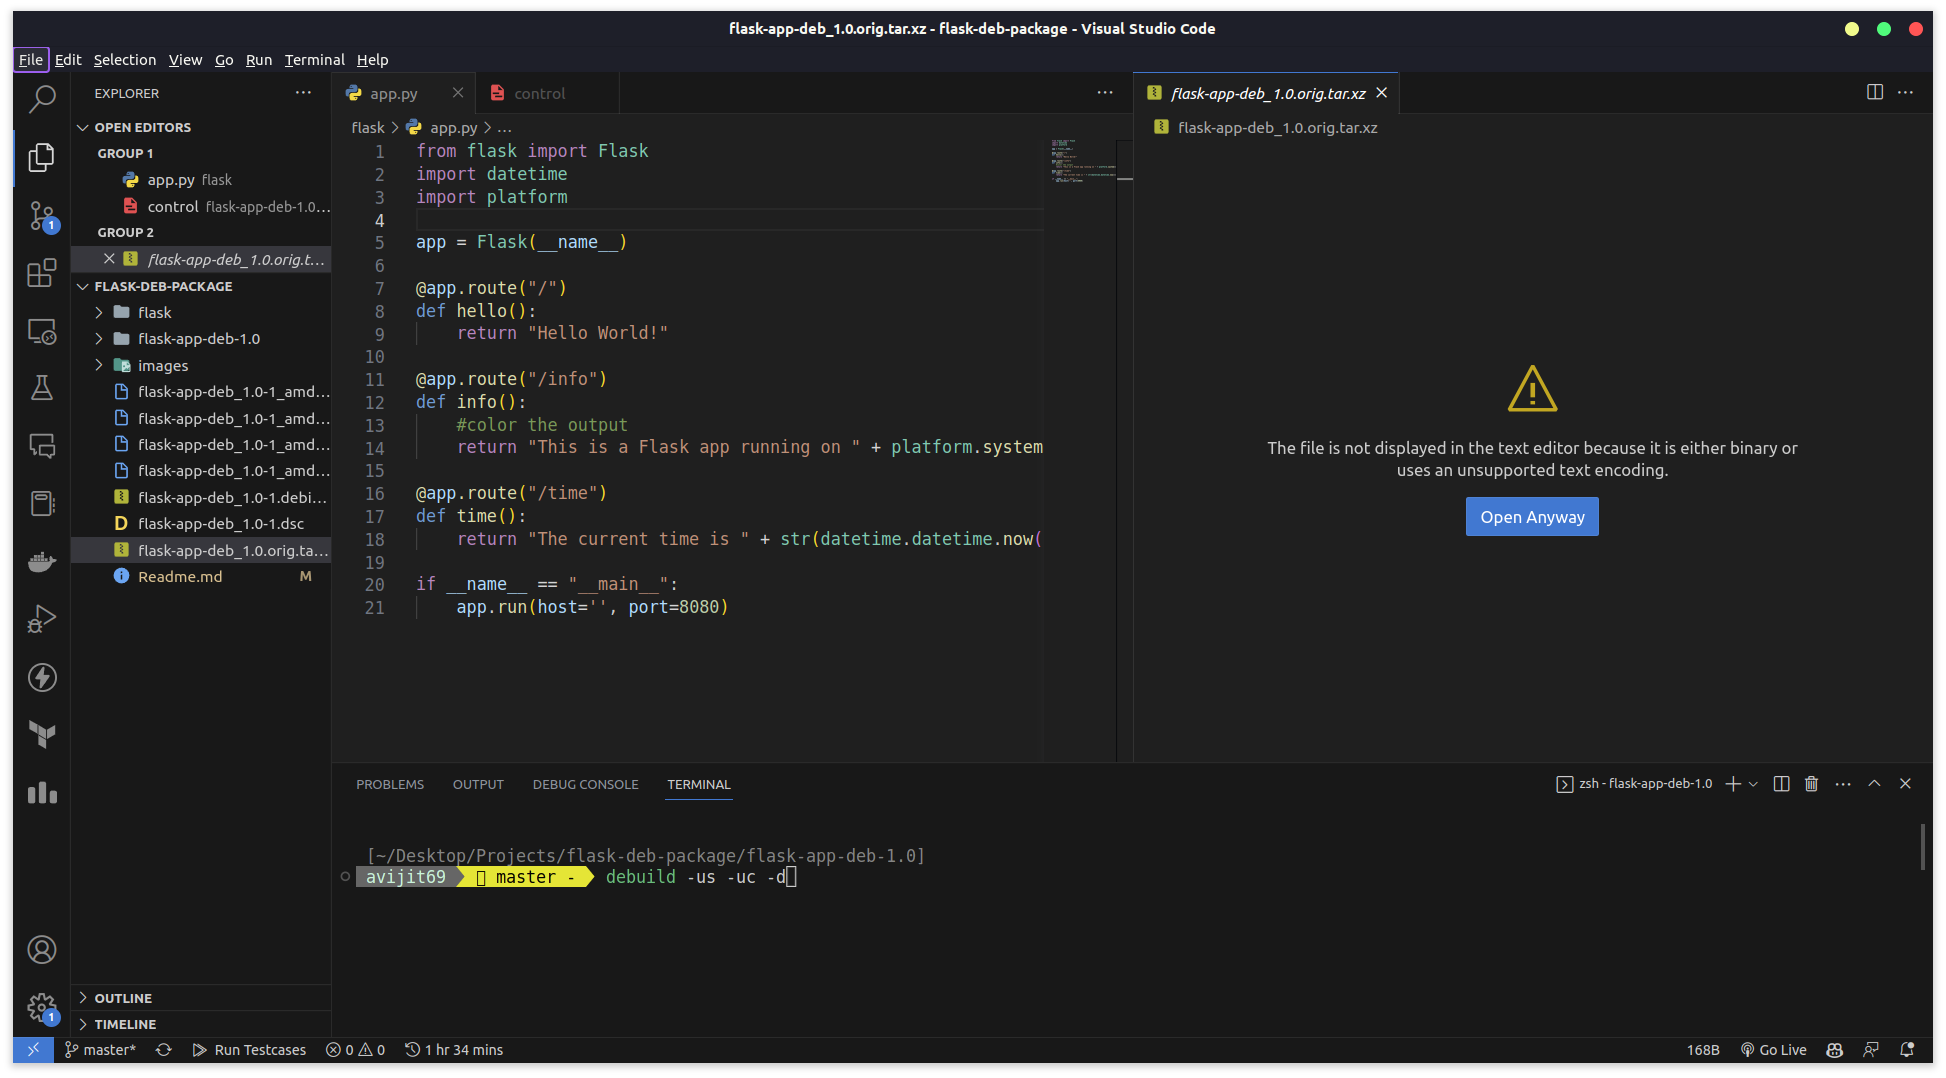 flask-app-deb_1.0.orig.tar.xz - flask-deb-package - Visual Studio Code
File Edit Selection View Go Run Terminal Help
EXPLORER
OPEN EDITORS
GROUP 1
app.py flask
control flask-app-deb-1.0...
GROUP 2
flask-app-deb_1.0.orig.t...
FLASK-DEB-PACKAGE
flask
flask-app-deb-1.0
images
flask-app-deb_1.0-1_amd...
flask-app-deb_1.0-1_amd...
flask-app-deb_1.0-1_amd...
flask-app-deb_1.0-1_amd...
flask-app-deb_1.0-1.debi...
D flask-app-deb_1.0-1.dsc
flask-app-deb_1.0.orig.ta...
Readme.md M
OUTLINE
TIMELINE
1
1
app.py
control
flask > app.py > ...
1 from flask import Flask
2 import datetime
3 import platform
4
5 app = Flask(__name__)
6
7 @app.route("/")
8 def hello():
9     return "Hello World!"
10
11 @app.route("/info")
12 def info():
13     #color the output
14     return "This is a Flask app running on " + platform.system
15
16 @app.route("/time")
17 def time():
18     return "The current time is " + str(datetime.datetime.now(
19
20 if __name__ == "__main__":
21     app.run(host='', port=8080)
flask-app-deb_1.0.orig.tar.xz
flask-app-deb_1.0.orig.tar.xz
The file is not displayed in the text editor because it is either binary or
uses an unsupported text encoding.
Open Anyway
PROBLEMS OUTPUT DEBUG CONSOLE TERMINAL
zsh - flask-app-deb-1.0
[~/Desktop/Projects/flask-deb-package/flask-app-deb-1.0]
avijit69 master - debuild -us -uc -d
master* Run Testcases 0 0 1 hr 34 mins
168B Go Live